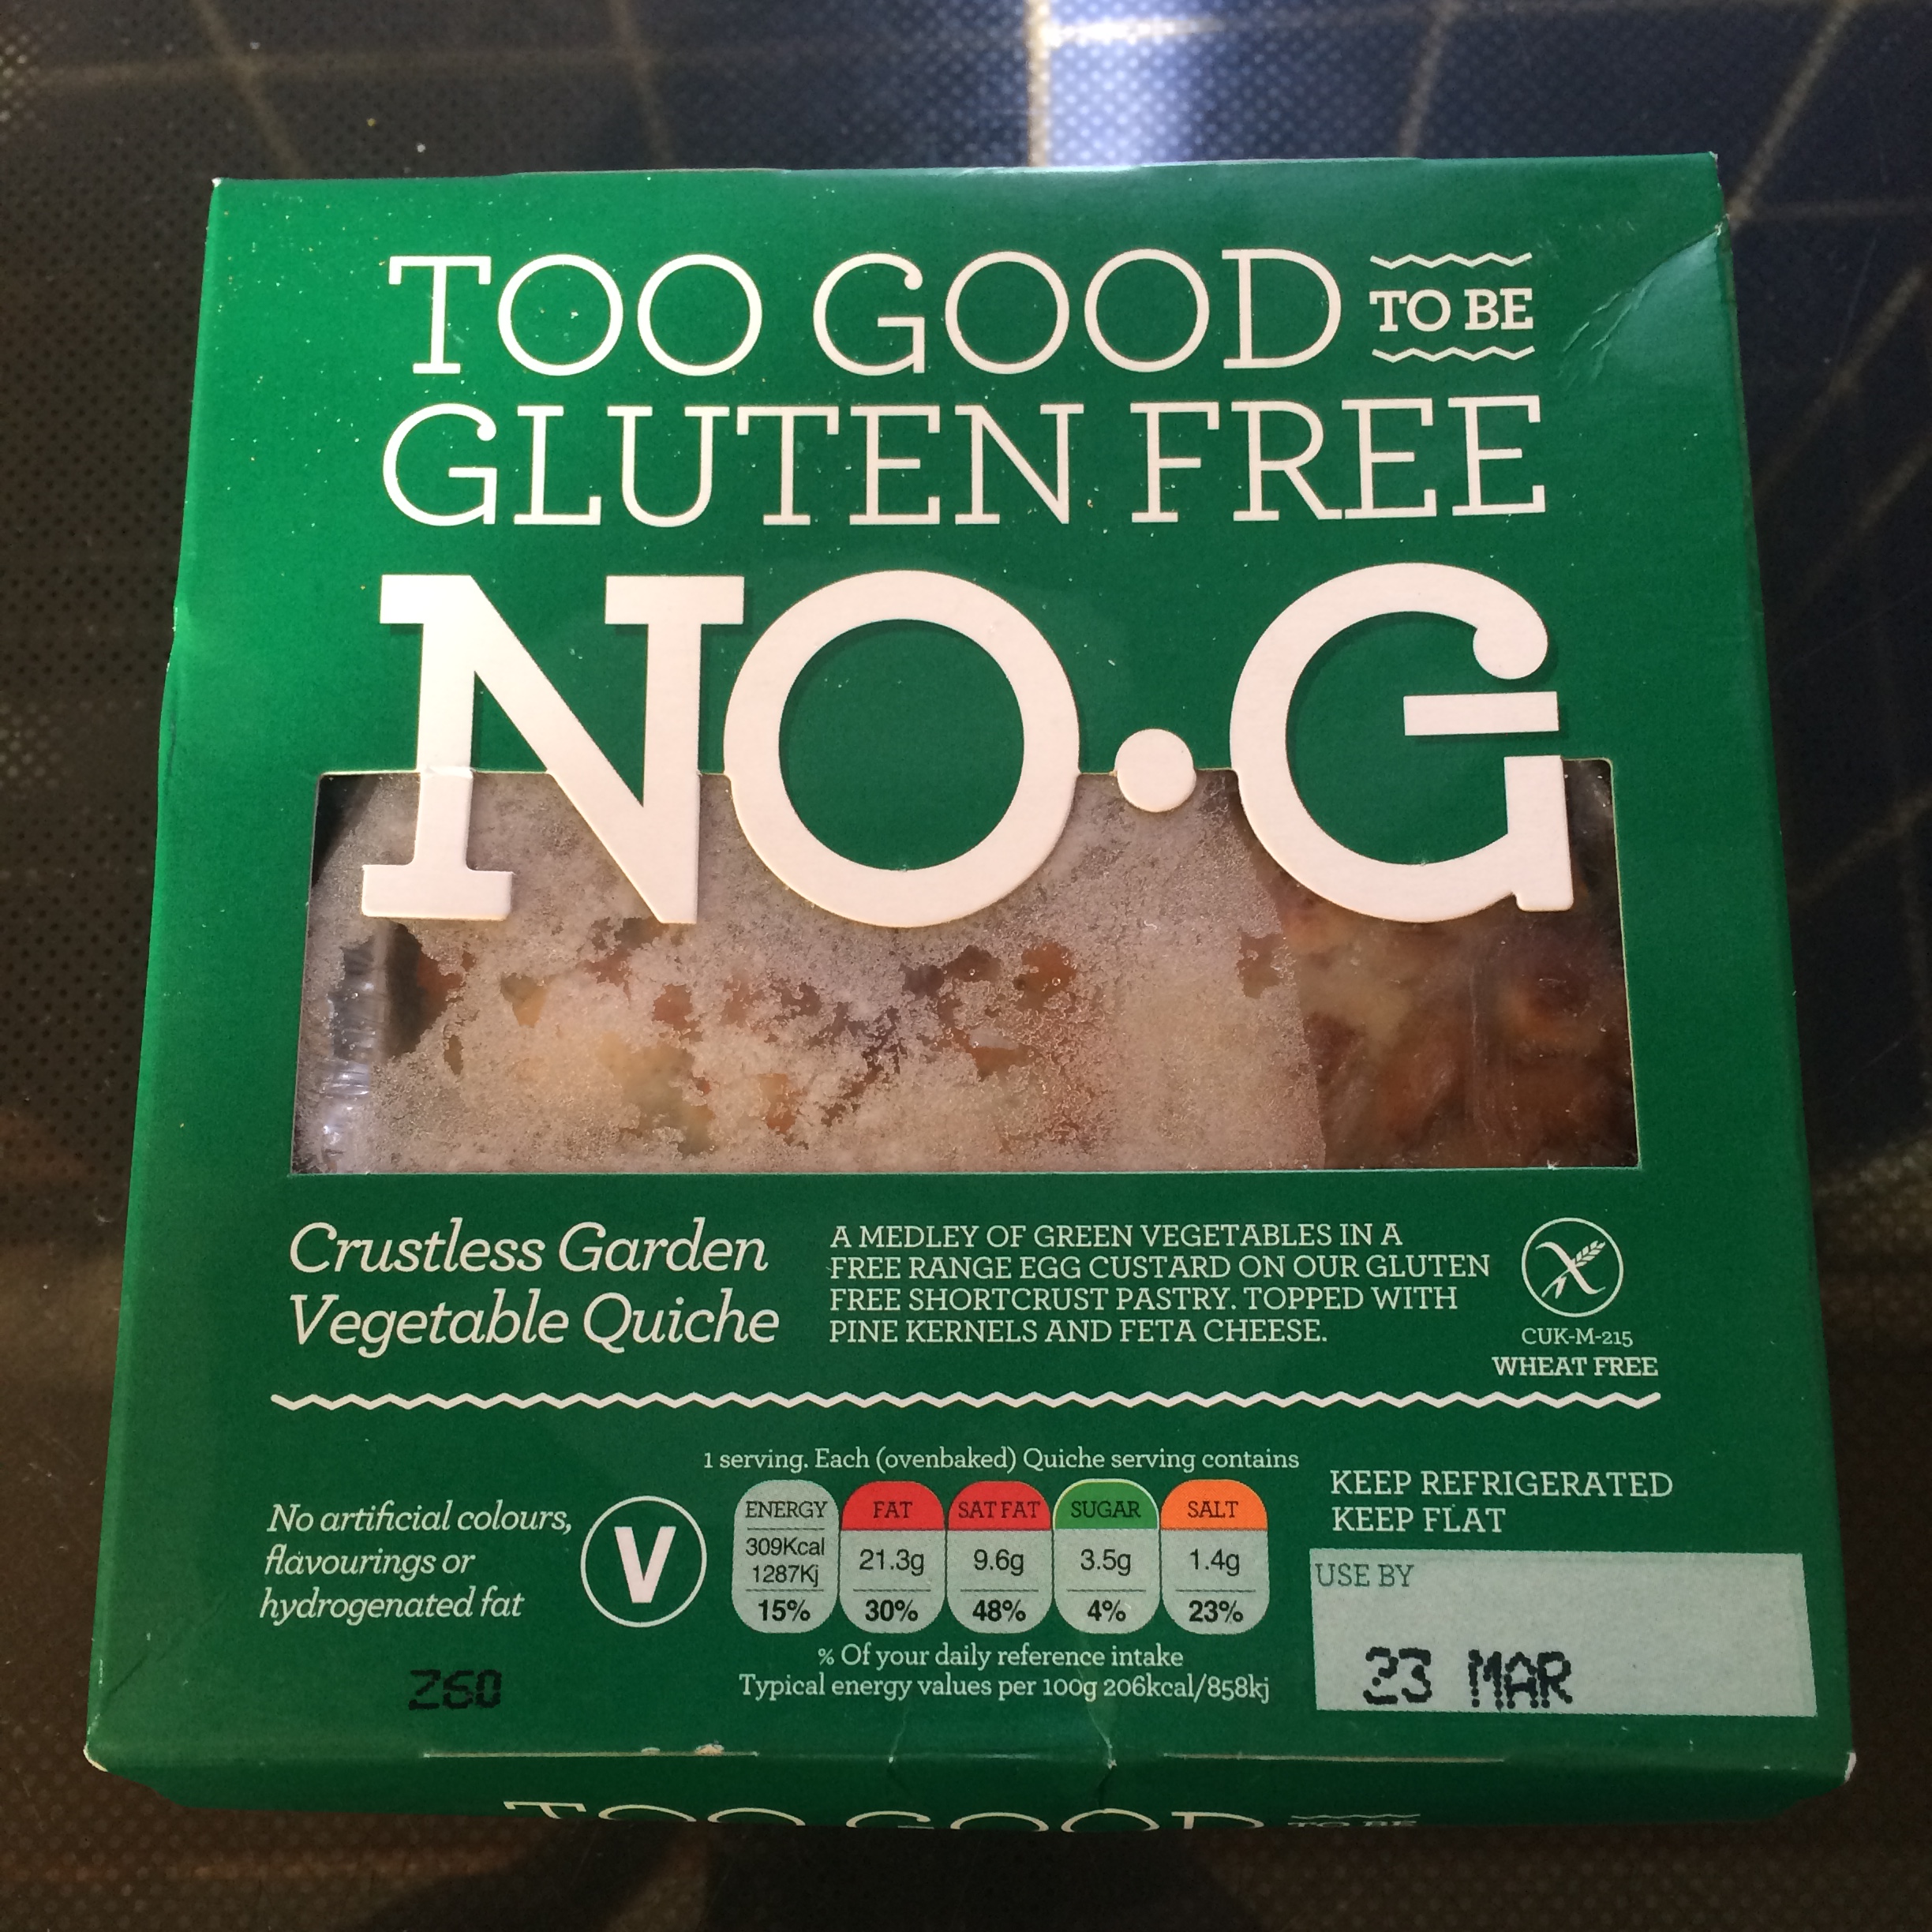 TOO GOOD TO BE
GLUTEN FREE
NO·G
Crustless Garden
Vegetable Quiche
A MEDLEY OF GREEN VEGETABLES IN A
FREE RANGE EGG CUSTARD ON OUR GLUTEN
FREE SHORTCRUST PASTRY. TOPPED WITH
PINE KERNELS AND FETA CHEESE.
CUK-M-215
WHEAT FREE
No artificial colours,
flavourings or
hydrogenated fat
V
1 serving. Each (ovenbaked) Quiche serving contains
ENERGY FAT SAT FAT SUGAR SALT
309Kcal
1287Kj
21.3g 9.6g 3.5g 1.4g
15% 30% 48% 4% 23%
% Of your daily reference intake
Typical energy values per 100g 206kcal/858kj
KEEP REFRIGERATED
KEEP FLAT
USE BY
23 MAR
TOO GOOD TO BE